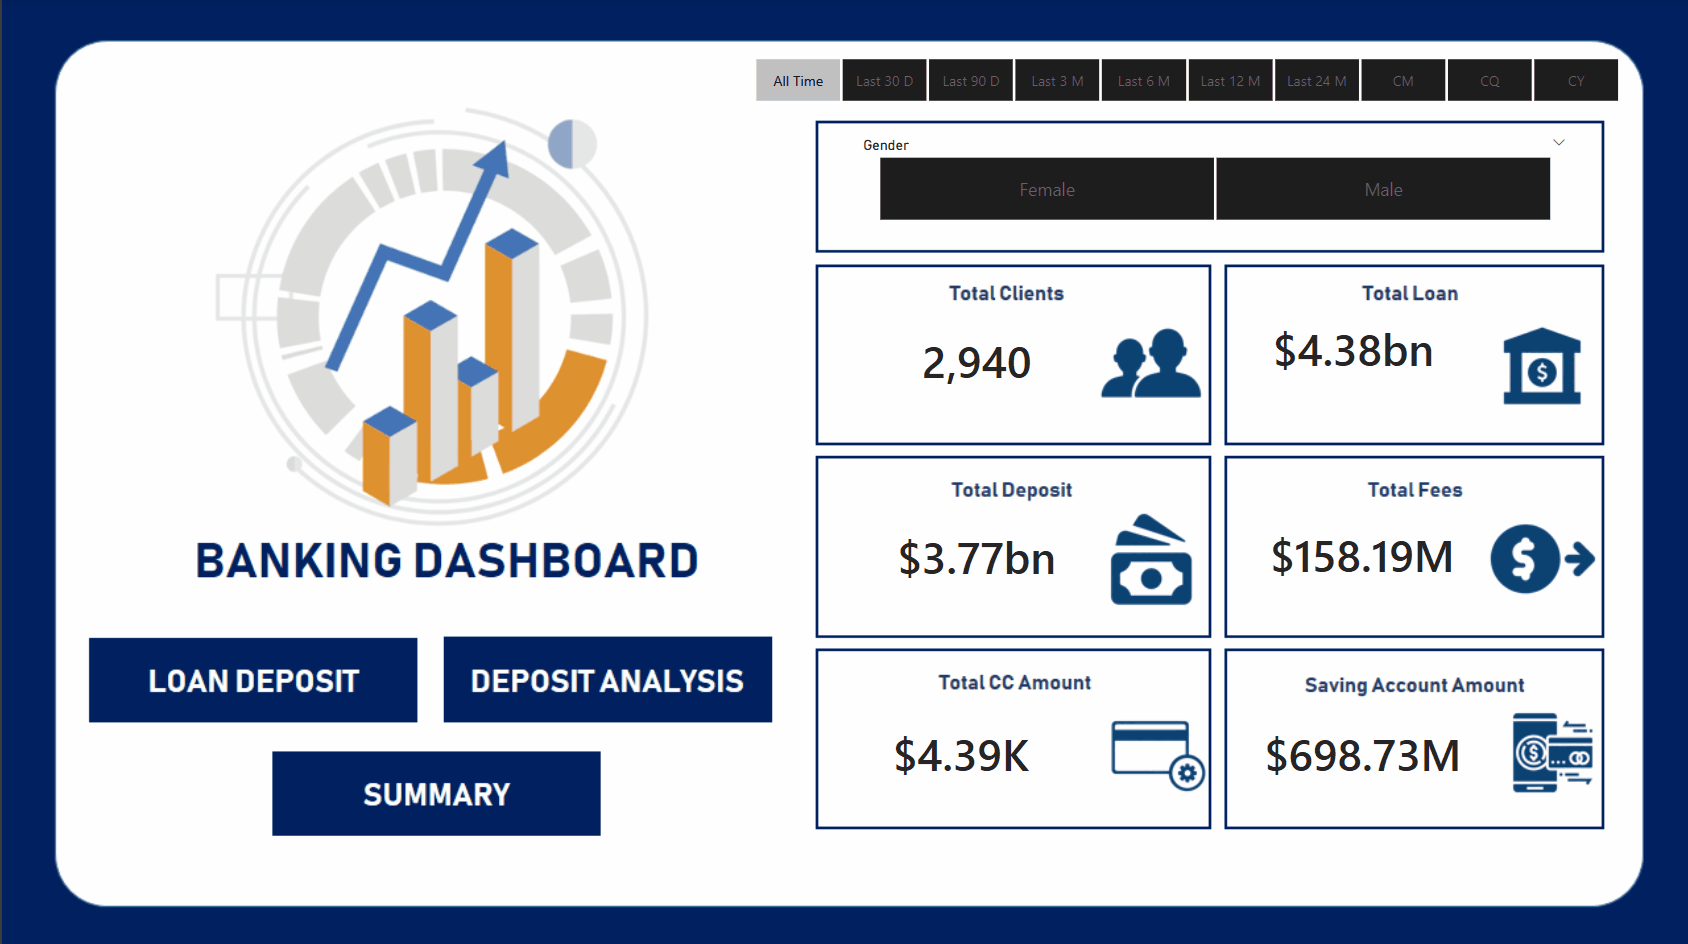 All Time Last 30 D Last 90 D Last 3 M Last 6 M Last 12 M Last 24 M CM CQ CY
Gender
Female Male
Total Clients
2,940
Total Loan
$4.38bn
Total Deposit
$3.77bn
Total Fees
$158.19M
Total CC Amount
$4.39K
Saving Account Amount
$698.73M
BANKING DASHBOARD
LOAN DEPOSIT
DEPOSIT ANALYSIS
SUMMARY